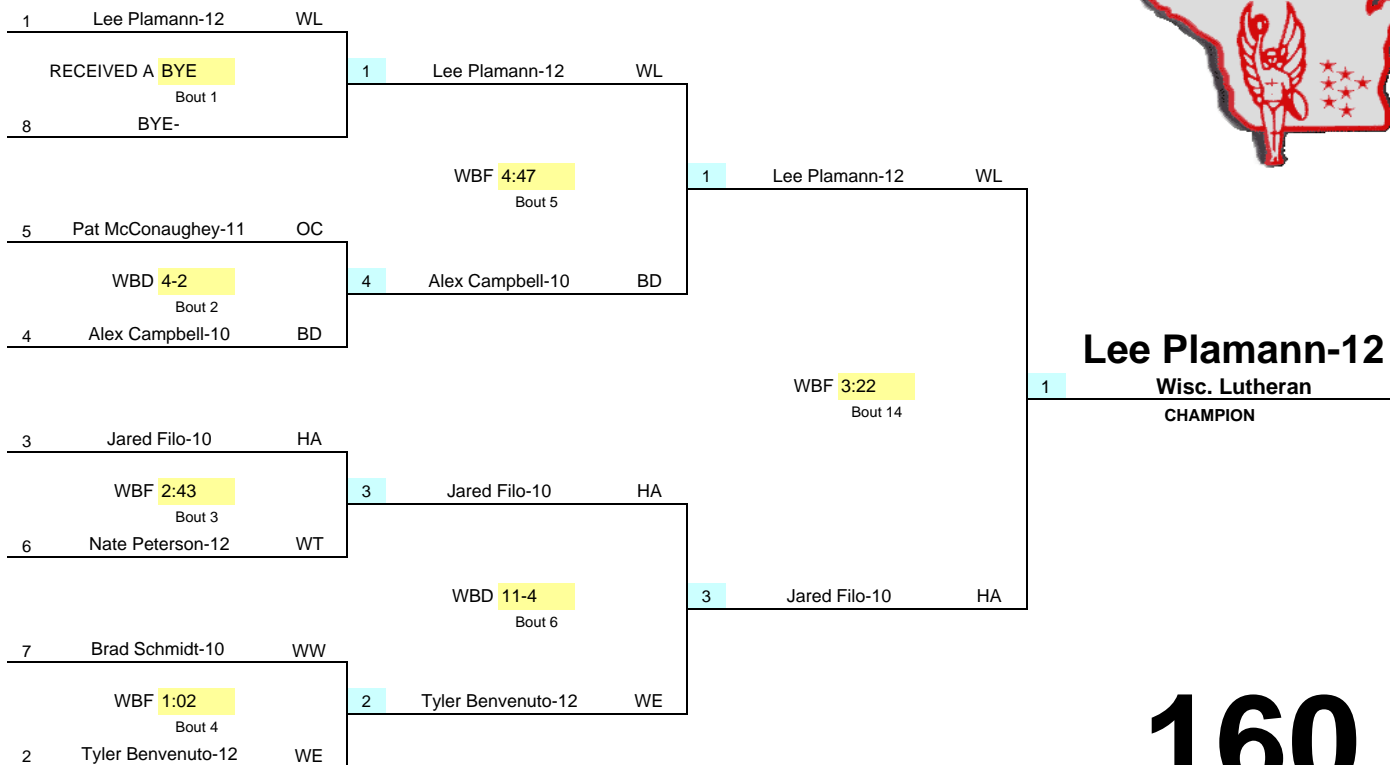 1 Lee Plamann-12 WL
RECEIVED A BYE 1 Lee Plamann-12 WL
Bout 1
8 BYE-
WBF 4:47 1 Lee Plamann-12 WL
Bout 5
5 Pat McConaughey-11 OC
WBD 4-2 4 Alex Campbell-10 BD
Bout 2
4 Alex Campbell-10 BD
Lee Plamann-12
WBF 3:22 1 Wisc. Lutheran
Bout 14 CHAMPION
3 Jared Filo-10 HA
WBF 2:43 3 Jared Filo-10 HA
Bout 3
6 Nate Peterson-12 WT
WBD 11-4 3 Jared Filo-10 HA
Bout 6
7 Brad Schmidt-10 WW
WBF 1:02 2 Tyler Benvenuto-12 WE
Bout 4
2 Tyler Benvenuto-12 WE
160